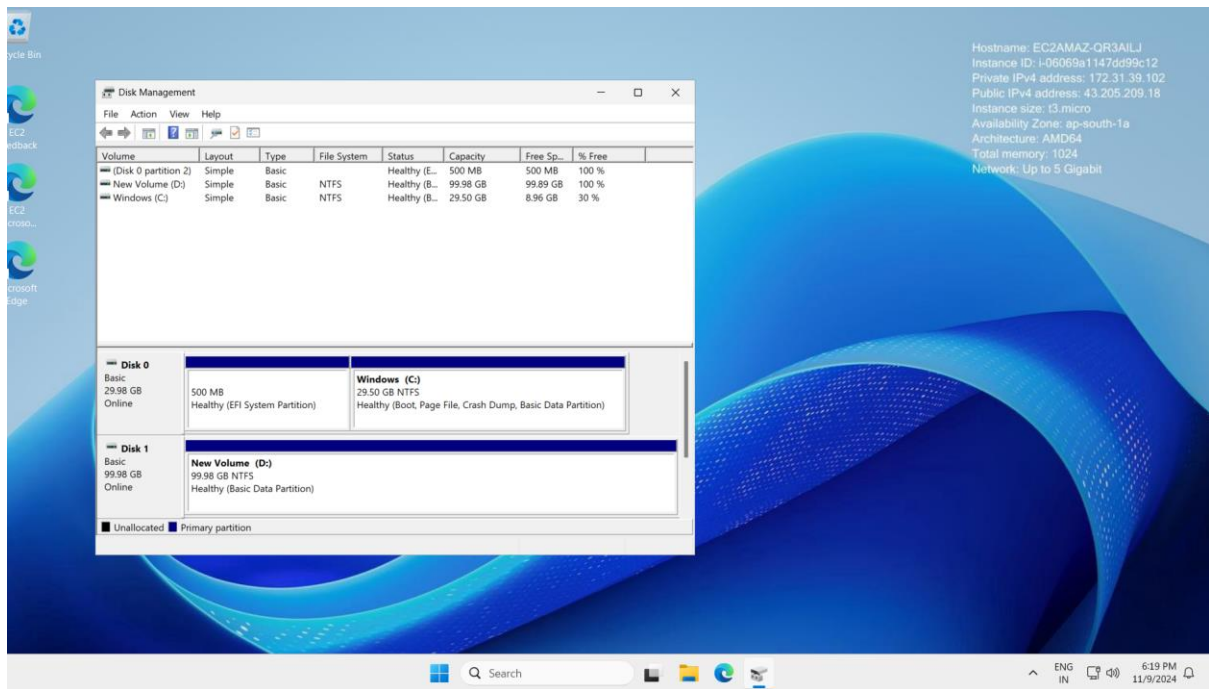 Hostname: EC2AMAZ-QR3AILJ
Instance ID: i-06069a1147dd99c12
Private IPv4 address: 172.31.39.102
Public IPv4 address: 43.205.209.18
Instance size: t3.micro
Availability Zone: ap-south-1a
Architecture: AMD64
Total memory: 1024
Network: Up to 5 Gigabit
ycle Bin
EC2
edback
EC2
croso...
crosoft
Edge
Disk Management
File Action View Help
Volume Layout Type File System Status Capacity Free Sp... % Free
(Disk 0 partition 2) Simple Basic Healthy (E... 500 MB 500 MB 100 %
New Volume (D:) Simple Basic NTFS Healthy (B... 99.98 GB 99.89 GB 100 %
Windows (C:) Simple Basic NTFS Healthy (B... 29.50 GB 8.96 GB 30 %
Disk 0
Basic
29.98 GB
Online
500 MB
Healthy (EFI System Partition)
Windows (C:)
29.50 GB NTFS
Healthy (Boot, Page File, Crash Dump, Basic Data Partition)
Disk 1
Basic
99.98 GB
Online
New Volume (D:)
99.98 GB NTFS
Healthy (Basic Data Partition)
Unallocated Primary partition
Search
ENG
IN
6:19 PM
11/9/2024